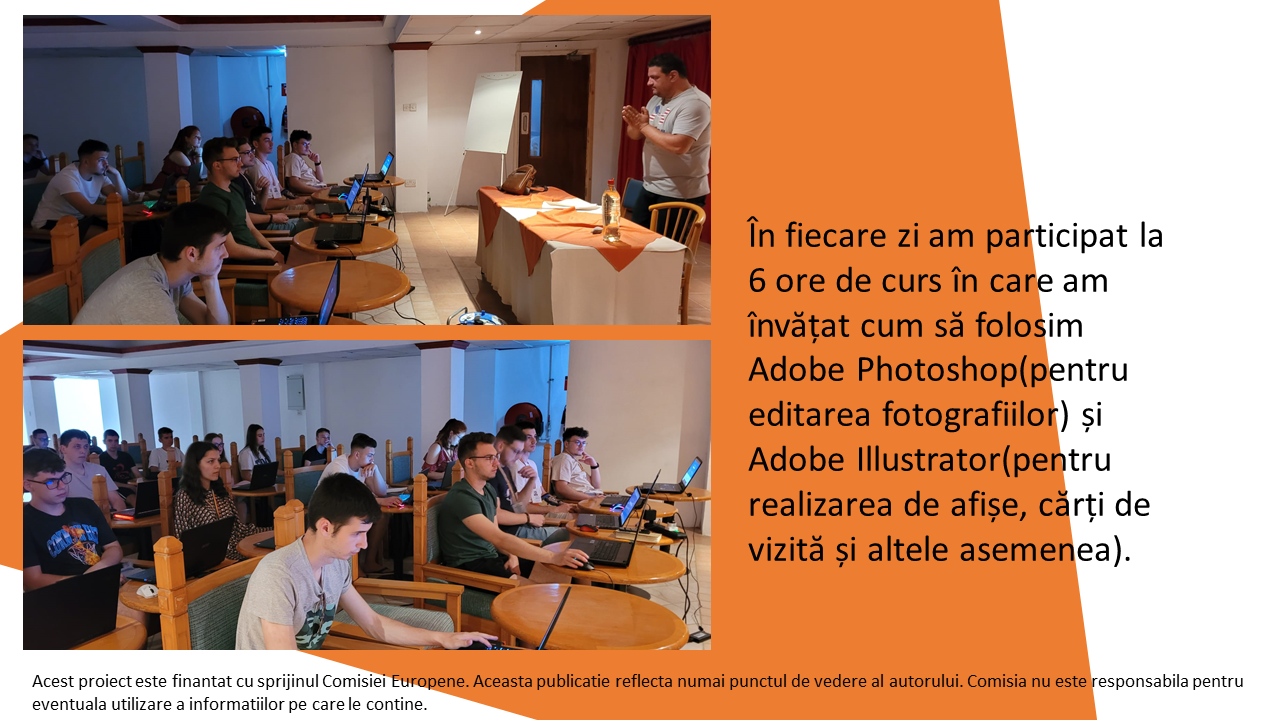 În fiecare zi am participat la
6 ore de curs în care am
învățat cum să folosim
Adobe Photoshop(pentru
editarea fotografiilor) și
Adobe Illustrator(pentru
realizarea de afișe, cărți de
vizită și altele asemenea).
Acest proiect este finantat cu sprijinul Comisiei Europene. Aceasta publicatie reflecta numai punctul de vedere al autorului. Comisia nu este responsabila pentru
eventuala utilizare a informatiilor pe care le contine.